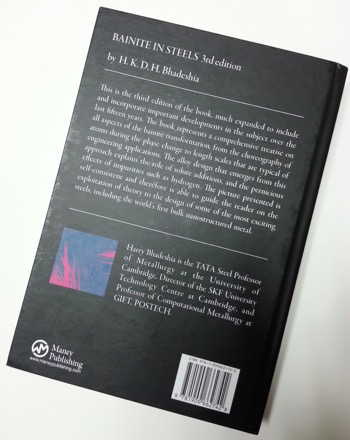 BAINITE IN STEELS 3rd edition
by H. K. D. H. Bhadeshia
This is the third edition of the book, much expanded to include
and incorporate important developments in the subject over the
last fifteen years. The book represents a comprehensive treatise on
all aspects of the bainite transformation, from the choreography of
atoms during the phase change to length scales that are typical of
engineering applications. The alloy design that emerges from this
approach explains the role of solute additions, and the pernicious
effects of impurities such as hydrogen. The picture presented is
self-consistent and therefore is able to guide the reader on the
exploration of theory to the design of some of the most exciting
steels, including the world's first bulk nanostructured metal.
Harry Bhadeshia is the TATA Steel Professor
of Metallurgy at the University of
Cambridge, Director of the SKF University
Technology Centre at Cambridge, and
Professor of Computational Metallurgy at
GIFT, POSTECH.
Maney
Publishing
www.maneypublishing.com